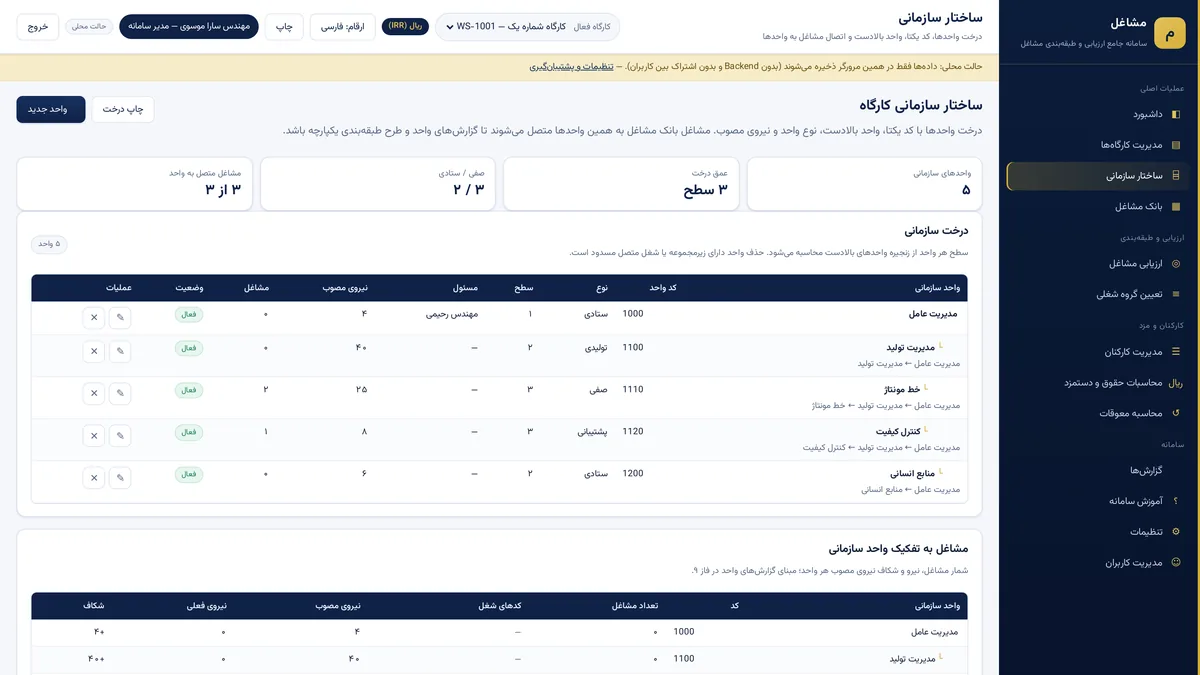 مشاغل
سامانه جامع ارزیابی و طبقه‌بندی مشاغل
م
عملیات اصلی
داشبورد
مدیریت کارگاه‌ها
ساختار سازمانی
بانک مشاغل
ارزیابی و طبقه‌بندی
ارزیابی مشاغل
تعیین گروه شغلی
کارکنان و مزد
مدیریت کارکنان
ریال محاسبات حقوق و دستمزد
محاسبه معوقات
سامانه
گزارش‌ها
؟ آموزش سامانه
تنظیمات
مدیریت کاربران
ساختار سازمانی
درخت واحدها، کد یکتا، واحد بالادست و اتصال مشاغل به واحدها
کارگاه فعال کارگاه شماره یک — WS-1001
ریال (IRR)
ارقام: فارسی
چاپ
مهندس سارا موسوی — مدیر سامانه
حالت محلی
خروج
حالت محلی: داده‌ها فقط در همین مرورگر ذخیره می‌شوند (بدون Backend و بدون اشتراک بین کاربران). — تنظیمات و پشتیبان‌گیری
ساختار سازمانی کارگاه
درخت واحدها با کد یکتا، واحد بالادست، نوع واحد و نیروی مصوب. مشاغل بانک مشاغل به همین واحدها متصل می‌شوند تا گزارش‌های واحد و طرح طبقه‌بندی یکپارچه باشد.
چاپ درخت
واحد جدید
واحدهای سازمانی
۵
عمق درخت
۳ سطح
صفی / ستادی
۳ / ۲
مشاغل متصل به واحد
۳ از ۳
درخت سازمانی
سطح هر واحد از زنجیره واحدهای بالادست محاسبه می‌شود. حذف واحد دارای زیرمجموعه یا شغل متصل مسدود است.
۵ واحد
واحد سازمانی کد واحد نوع سطح مسئول نیروی مصوب مشاغل وضعیت عملیات
مدیریت عامل 1000 ستادی ۱ مهندس رحیمی ۴ ۰ فعال ✎ ✕
└ مدیریت تولید 1100 تولیدی ۲ — ۴۰ ۰ فعال ✎ ✕
مدیریت عامل ← مدیریت تولید
└ خط مونتاژ 1110 صفی ۳ — ۲۵ ۲ فعال ✎ ✕
مدیریت عامل ← مدیریت تولید ← خط مونتاژ
└ کنترل کیفیت 1120 پشتیبانی ۳ — ۸ ۱ فعال ✎ ✕
مدیریت عامل ← مدیریت تولید ← کنترل کیفیت
└ منابع انسانی 1200 ستادی ۲ — ۶ ۰ فعال ✎ ✕
مدیریت عامل ← منابع انسانی
مشاغل به تفکیک واحد سازمانی
شمار مشاغل، نیرو و شکاف نیروی مصوب هر واحد؛ مبنای گزارش‌های واحد در فاز ۹.
واحد سازمانی کد تعداد مشاغل کدهای شغل نیروی مصوب نیروی فعلی شکاف
مدیریت عامل 1000 ۰ — ۴ ۰ +۴
└ مدیریت تولید 1100 ۰ — ۴۰ ۰ +۴۰